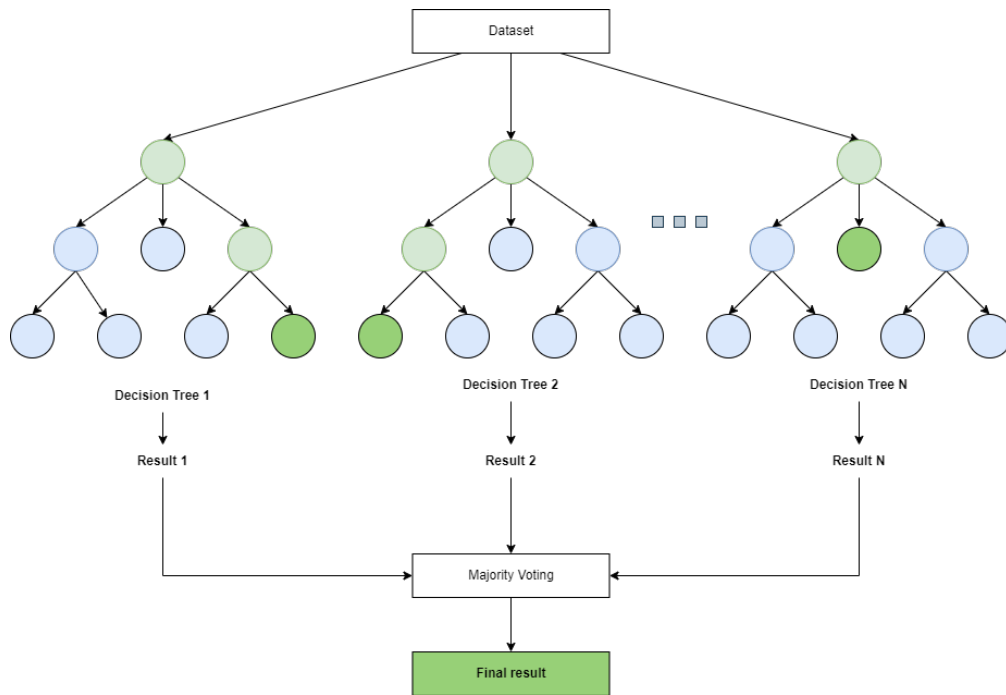 Dataset
Decision Tree 1
Decision Tree 2
Decision Tree N
Result 1
Result 2
Result N
Majority Voting
Final result